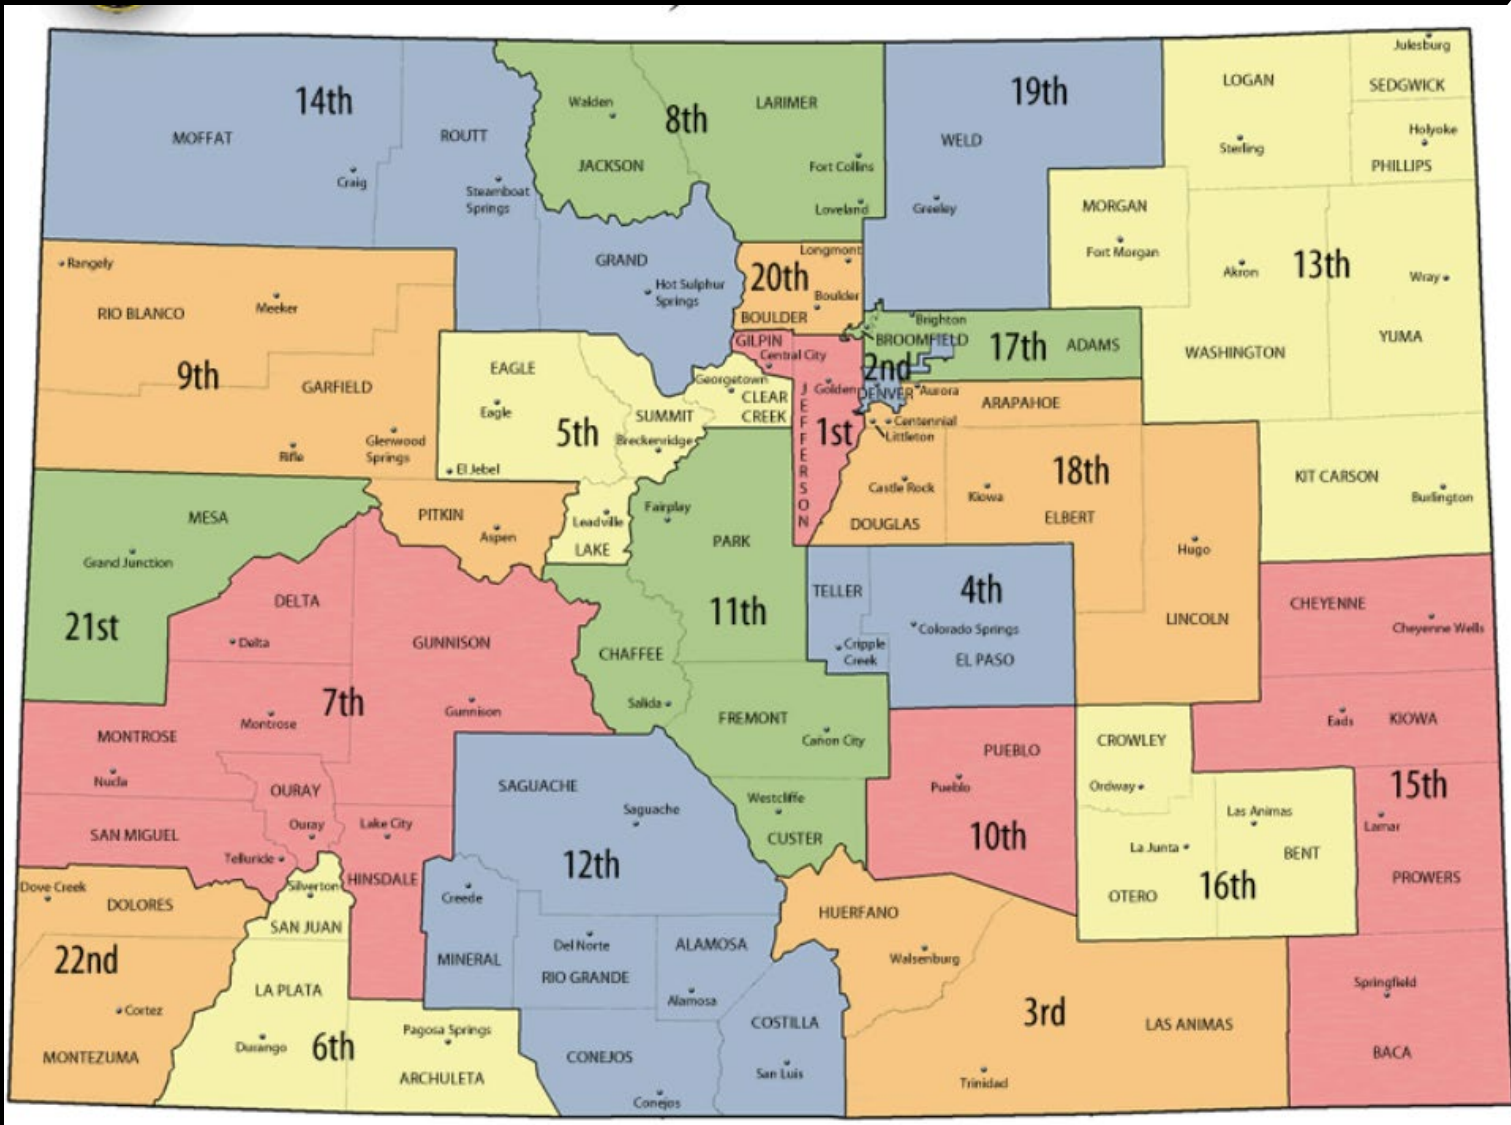 14th
MOFFAT
Craig
ROUTT
Steamboat
Springs
GRAND
Hot Sulphur
Springs
8th
Walden
JACKSON
LARIMER
Fort Collins
Loveland
19th
WELD
Greeley
LOGAN
Sterling
Julesburg
SEDGWICK
Holyoke
PHILLIPS
MORGAN
Fort Morgan
13th
Akron
WASHINGTON
Wray
YUMA
KIT CARSON
Burlington
Rangely
RIO BLANCO
Meeker
9th
GARFIELD
Rifle
Glenwood
Springs
PITKIN
Aspen
EAGLE
Eagle
El Jebel
5th
SUMMIT
Breckenridge
Georgetown
CLEAR
CREEK
Leadville
LAKE
20th
Longmont
Boulder
BOULDER
GILPIN
Central City
JEFFERSON
Golden
1st
Brighton
BROOMFIELD
17th
ADAMS
2nd
DENVER
Aurora
ARAPAHOE
Centennial
Littleton
18th
Castle Rock
DOUGLAS
Kiowa
ELBERT
Hugo
LINCOLN
MESA
Grand Junction
21st
DELTA
Delta
GUNNISON
Gunnison
7th
MONTROSE
Montrose
Nucla
OURAY
Ouray
SAN MIGUEL
Telluride
Lake City
HINSDALE
Fairplay
PARK
11th
CHAFFEE
Salida
FREMONT
Cañon City
Westcliffe
CUSTER
TELLER
Cripple
Creek
4th
Colorado Springs
EL PASO
CHEYENNE
Cheyenne Wells
Eads
KIOWA
15th
Lamar
PROWERS
Springfield
BACA
PUEBLO
Pueblo
10th
CROWLEY
Ordway
Las Animas
BENT
La Junta
OTERO
16th
SAGUACHE
Saguache
12th
Creede
MINERAL
Del Norte
RIO GRANDE
ALAMOSA
Alamosa
CONEJOS
Conejos
COSTILLA
San Luis
Dove Creek
DOLORES
22nd
Cortez
MONTEZUMA
Silverton
SAN JUAN
LA PLATA
Durango
6th
Pagosa Springs
ARCHULETA
HUERFANO
Walsenburg
3rd
LAS ANIMAS
Trinidad